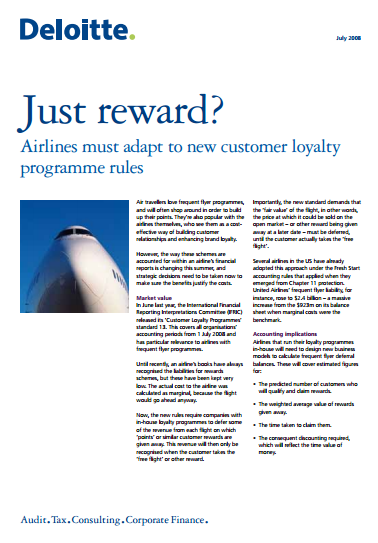 Deloitte.
July 2008
Just reward?
Airlines must adapt to new customer loyalty
programme rules
Air travellers love frequent flyer programmes,
and will often shop around in order to build
up their points. They're also popular with the
airlines themselves, who see them as a cost-
effective way of building customer
relationships and enhancing brand loyalty.
However, the way these schemes are
accounted for within an airline's financial
reports is changing this summer, and
strategic decisions need to be taken now to
make sure the benefits justify the costs.
Market value
In June last year, the International Financial
Reporting Interpretations Committee (IFRIC)
released its 'Customer Loyalty Programmes'
standard 13. This covers all organisations'
accounting periods from 1 July 2008 and
has particular relevance to airlines with
frequent flyer programmes.
Until recently, an airline's books have always
recognised the liabilities for rewards
schemes, but these have been kept very
low. The actual cost to the airline was
calculated as marginal, because the flight
would go ahead anyway.
Now, the new rules require companies with
in-house loyalty programmes to defer some
of the revenue from each flight on which
'points' or similar customer rewards are
given away. This revenue will then only be
recognised when the customer takes the
'free flight' or other reward.
Importantly, the new standard demands that
the 'fair value' of the flight, in other words,
the price at which it could be sold on the
open market – or other reward being given
away at a later date – must be deferred,
until the customer actually takes the 'free
flight'.
Several airlines in the US have already
adopted this approach under the Fresh Start
accounting rules that applied when they
emerged from Chapter 11 protection.
United Airlines' frequent flyer liability, for
instance, rose to $2.4 billion – a massive
increase from the $923m on its balance
sheet when marginal costs were the
benchmark.
Accounting implications
Airlines that run their loyalty programmes
in-house will need to design new business
models to calculate frequent flyer deferral
balances. These will cover estimated figures
for:
• The predicted number of customers who
will qualify and claim rewards.
• The weighted average value of rewards
given away.
• The time taken to claim them.
• The consequent discounting required,
which will reflect the time value of
money.
Audit.Tax.Consulting.Corporate Finance.